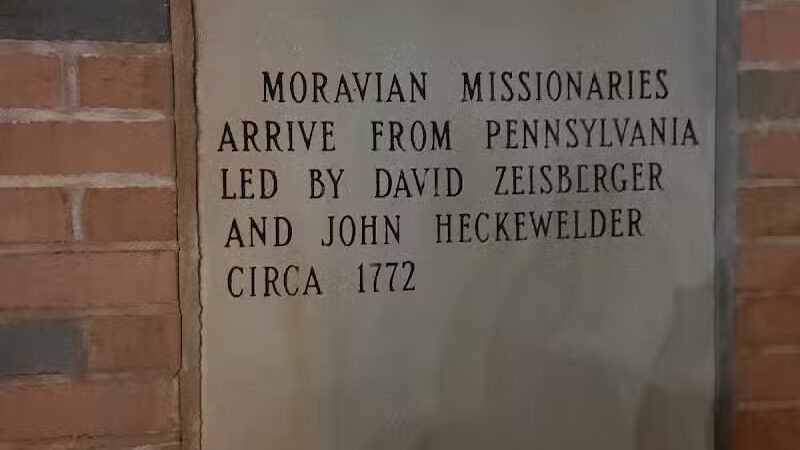 MORAVIAN MISSIONARIES
ARRIVE FROM PENNSYLVANIA
LED BY DAVID ZEISBERGER
AND JOHN HECKEWELDER
CIRCA 1772